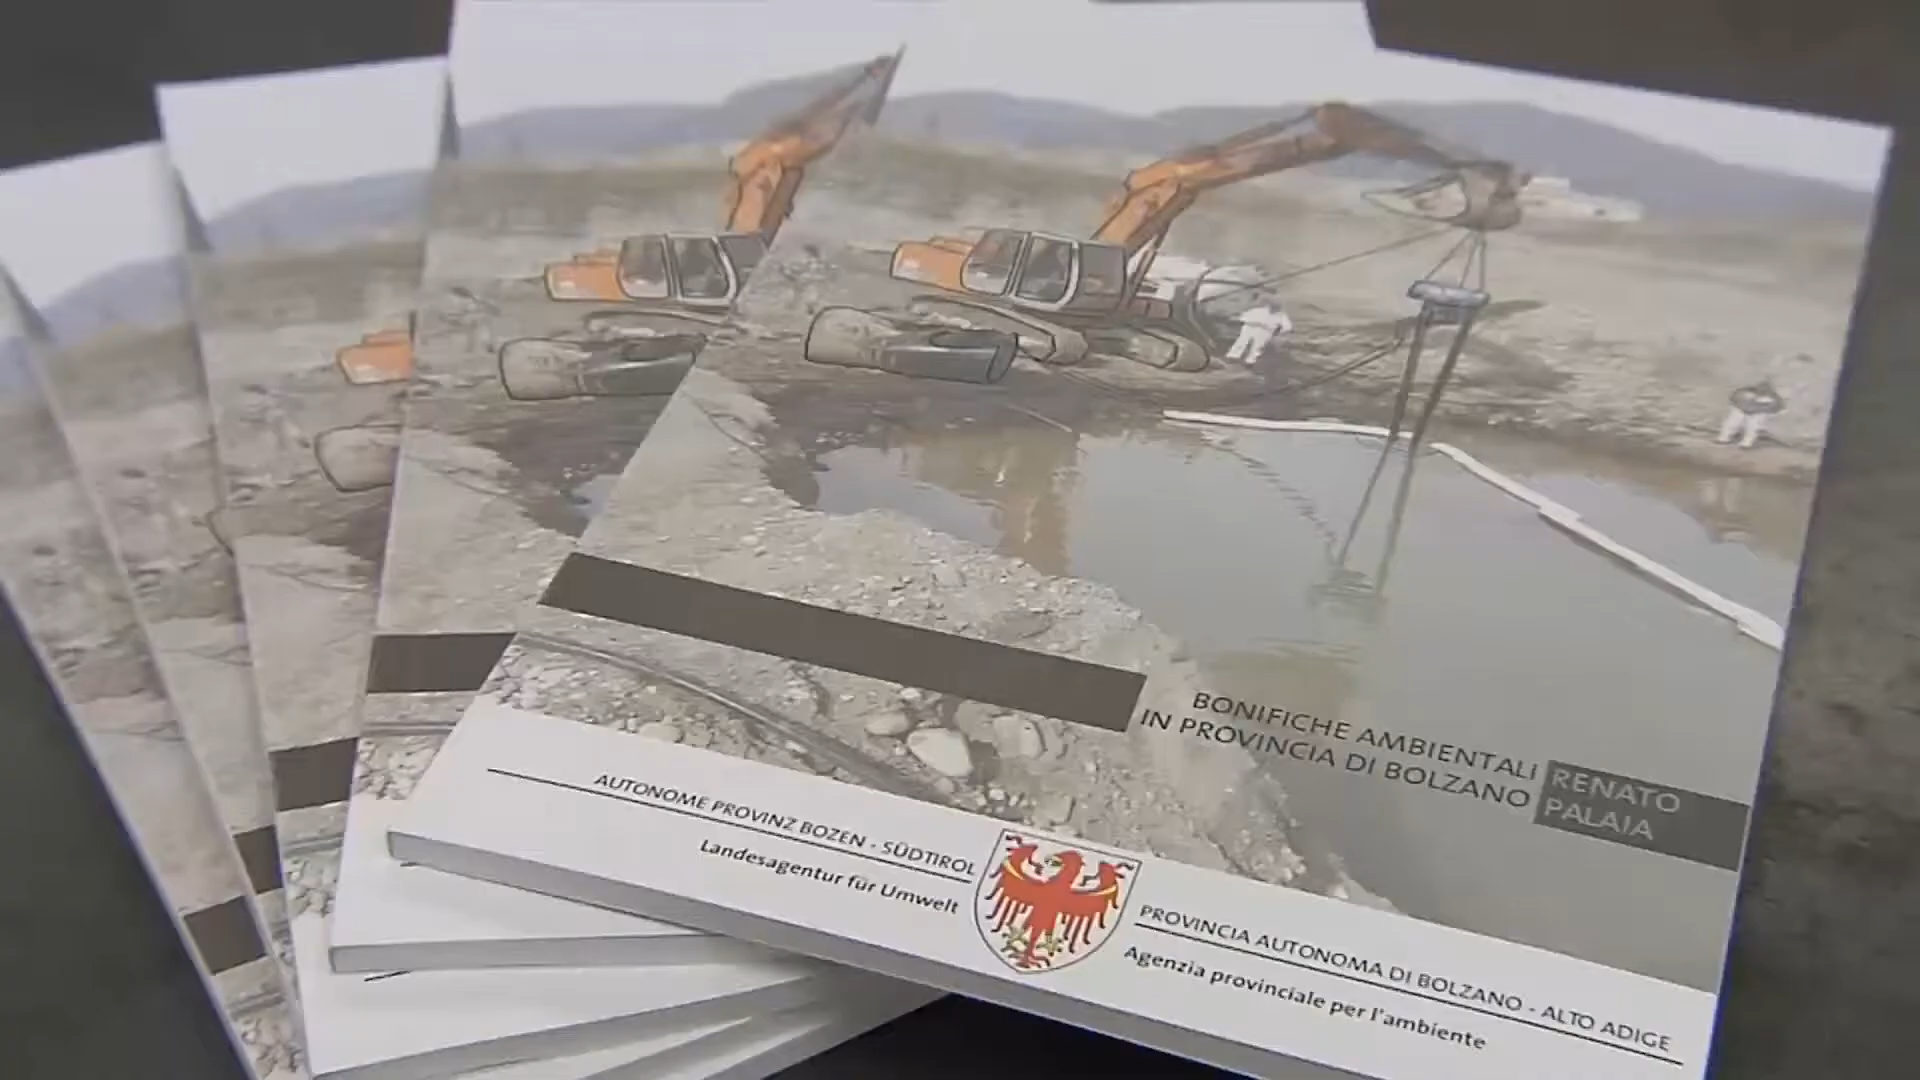 BONIFICHE AMBIENTALI
IN PROVINCIA DI BOLZANO
RENATO
PALAIA
AUTONOME PROVINZ BOZEN - SÜDTIROL
Landesagentur für Umwelt
PROVINCIA AUTONOMA DI BOLZANO - ALTO ADIGE
Agenzia provinciale per l'ambiente